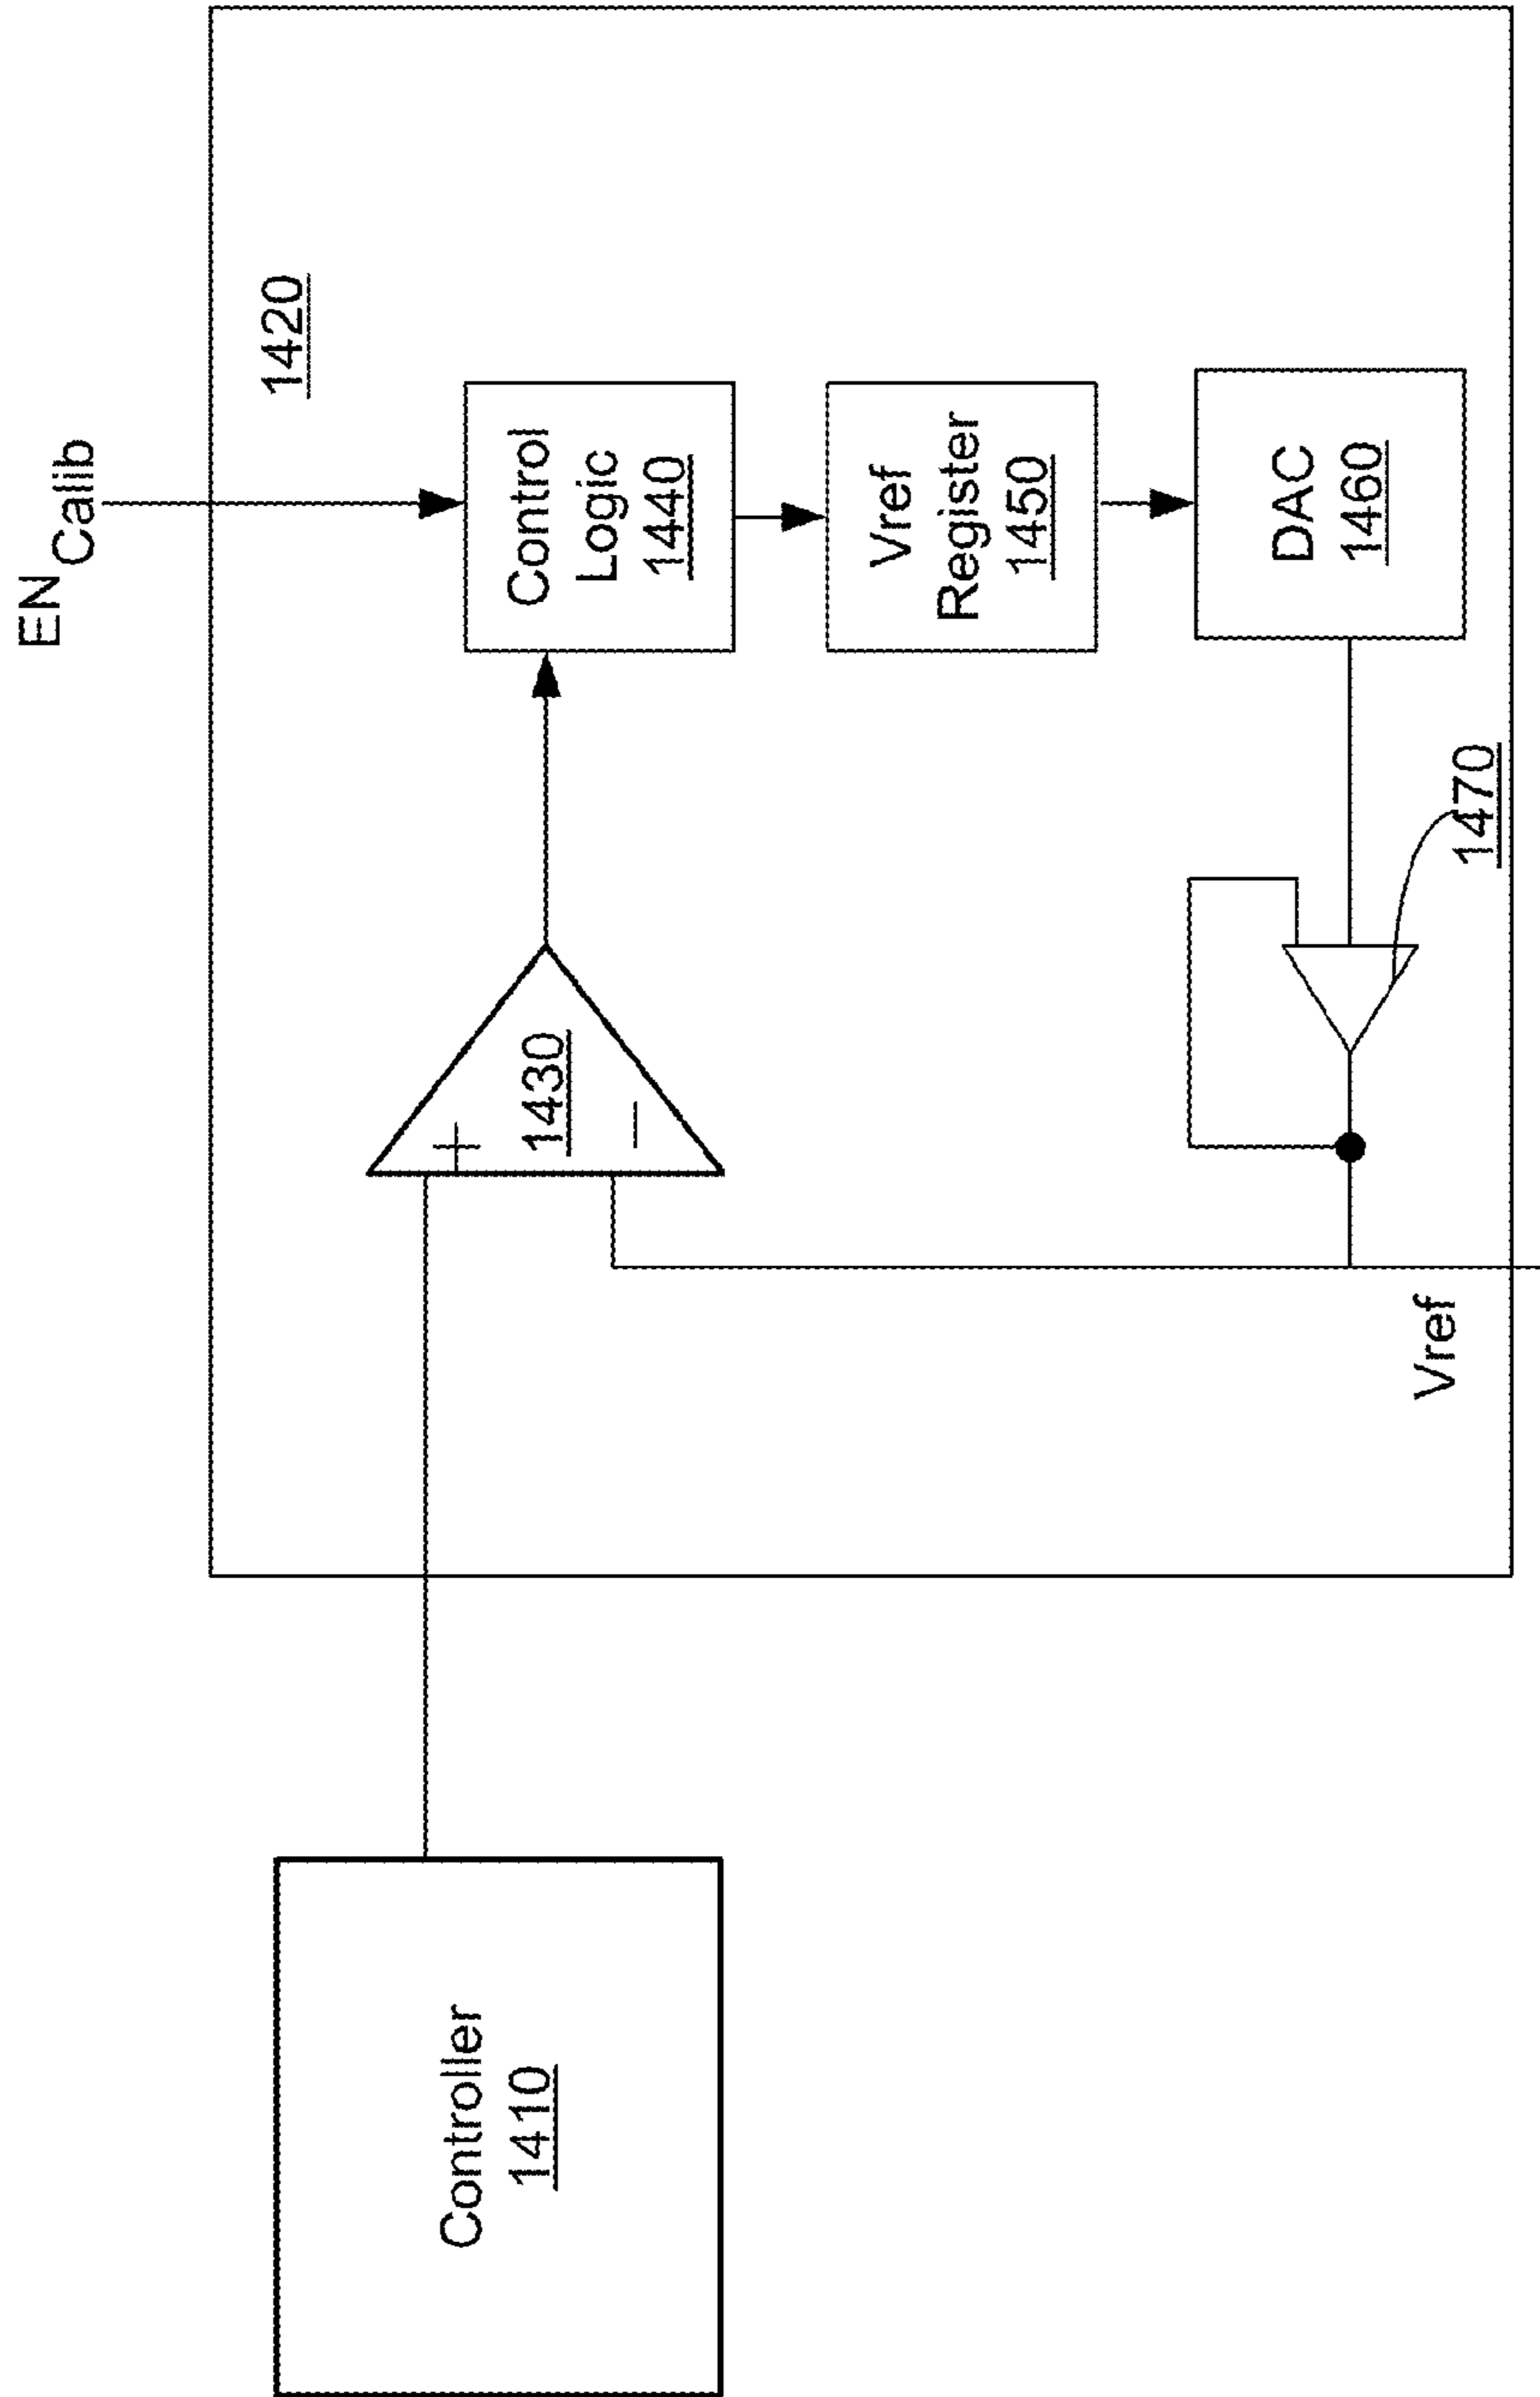 EN Calib
1420
Control
Logic
1440
Vref
Register
1450
DAC
1460
+
1430
−
1470
Vref
Controller
1410